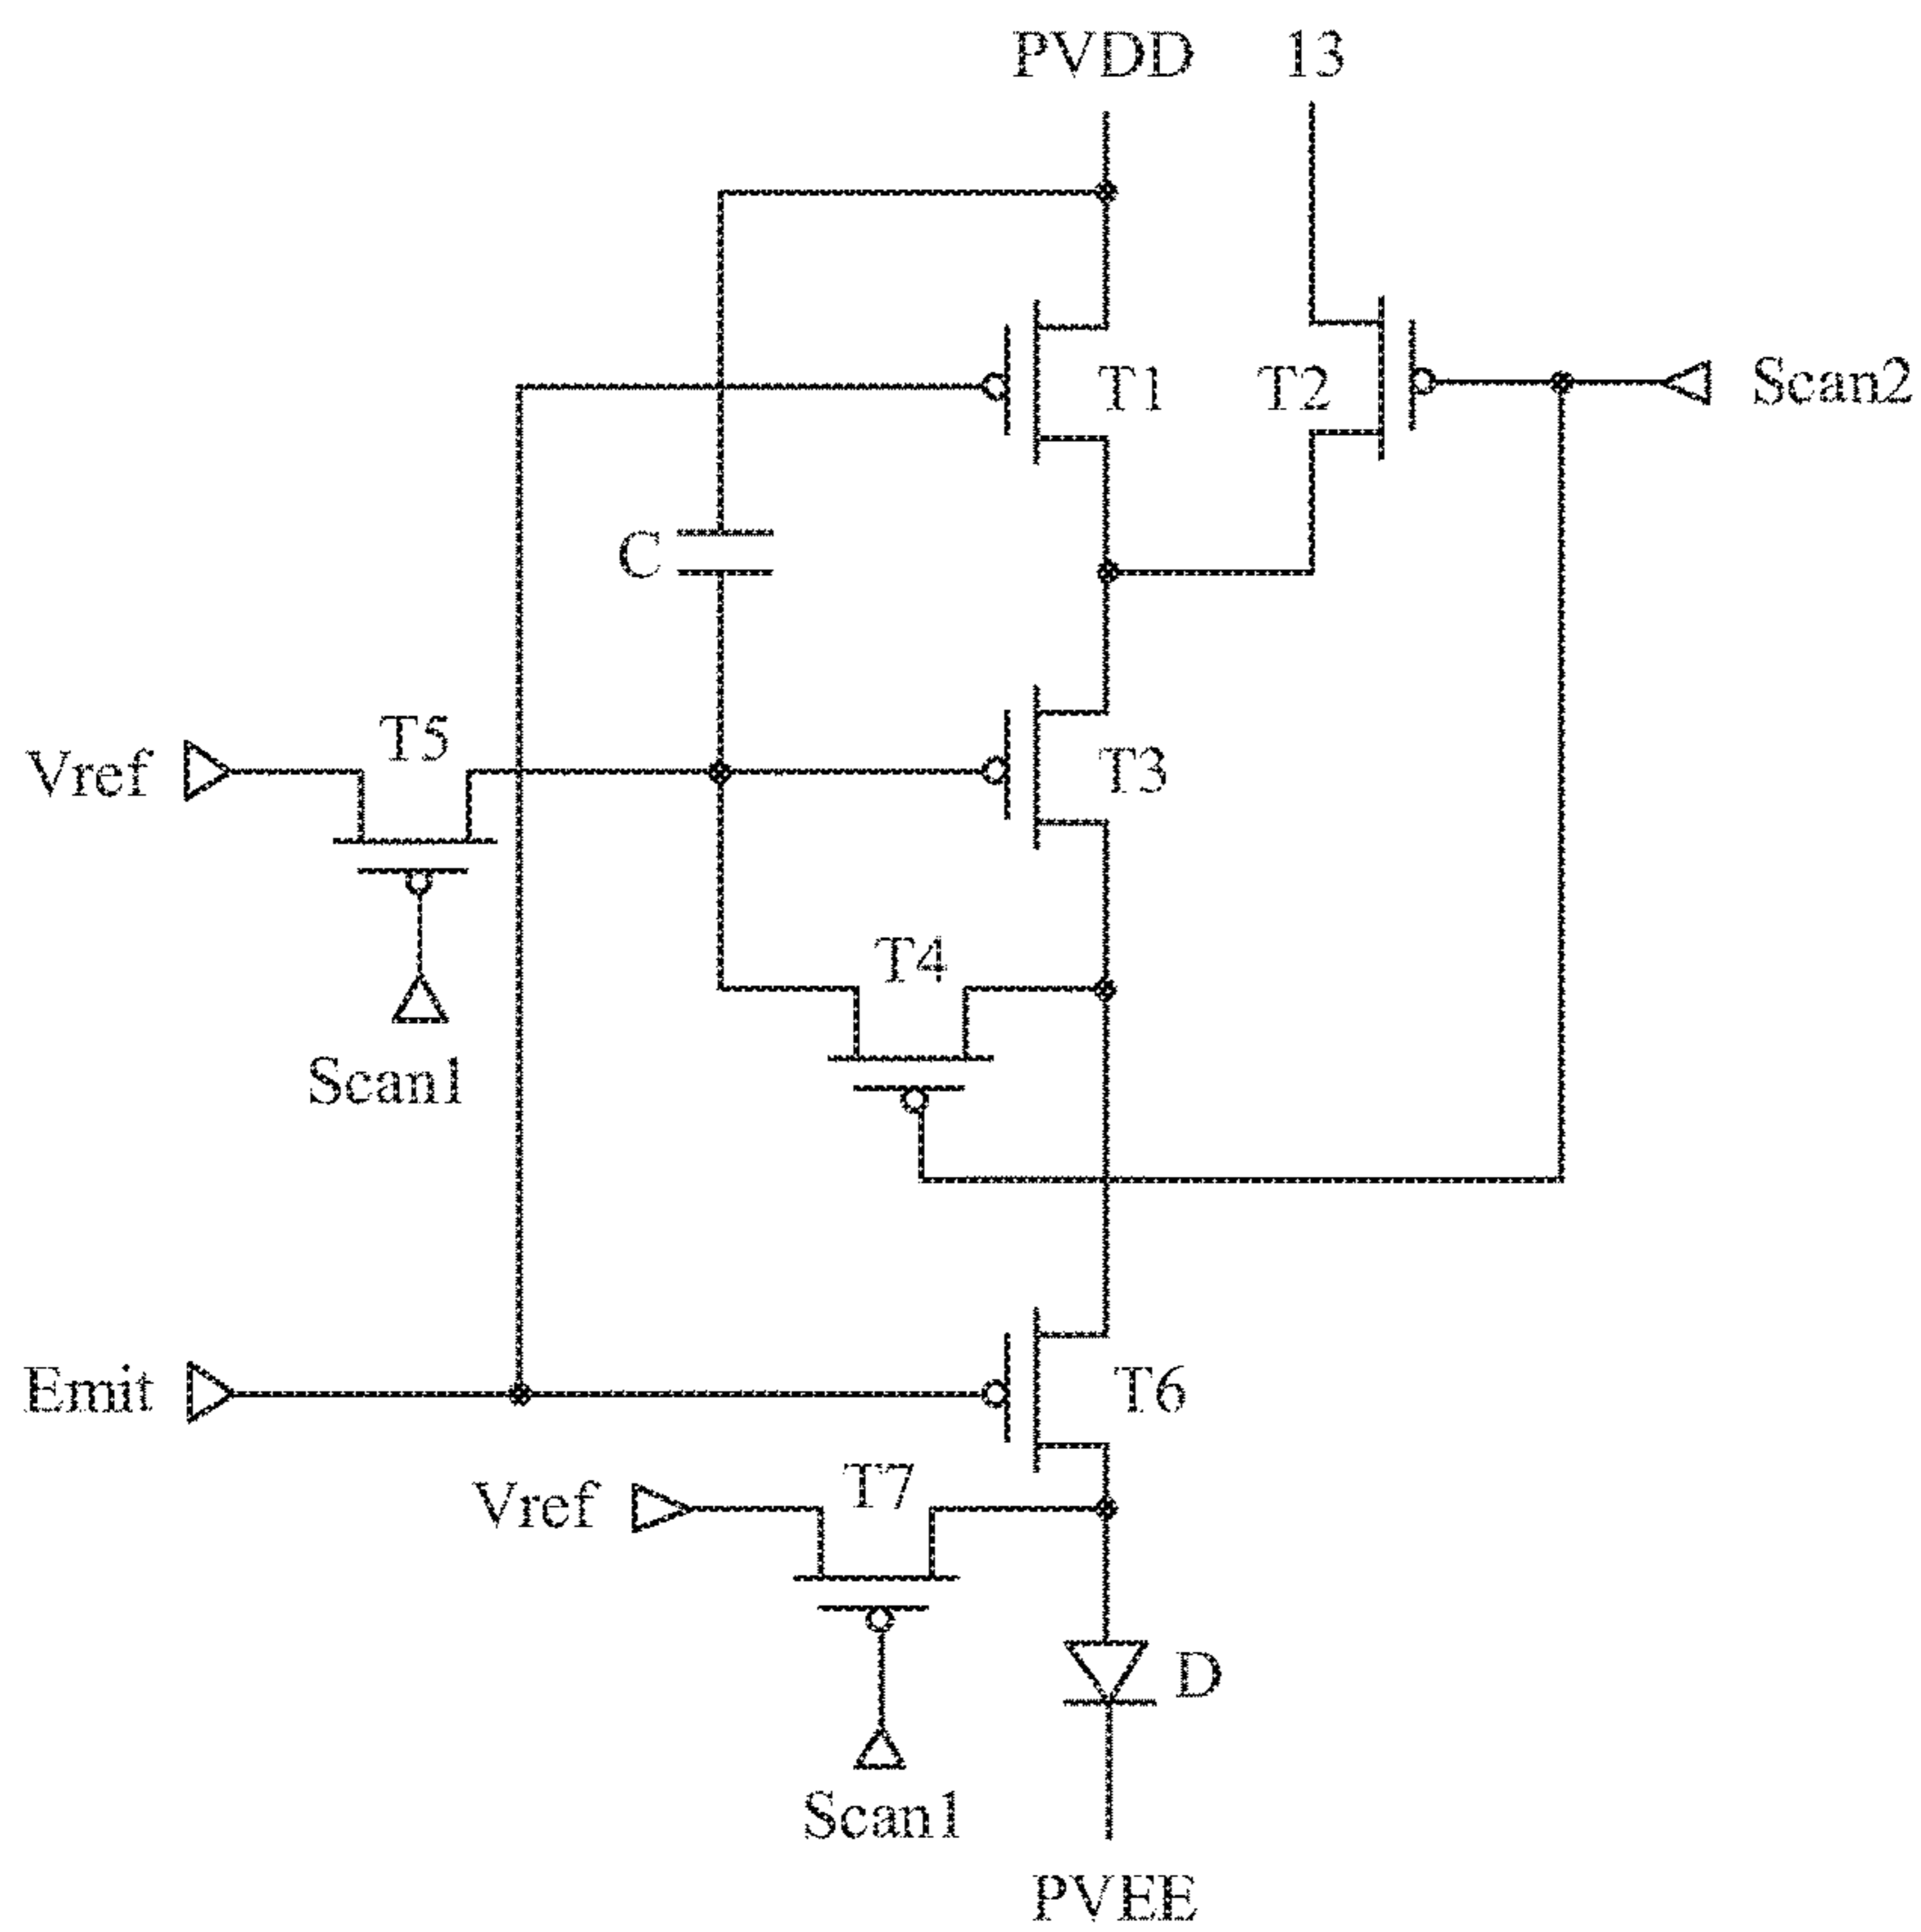 PVDD 13
T1 T2 Scan2
C
T5
Vref T3
T4
Scan1
Emit T6
T7
Vref
D
Scan1
PVEE